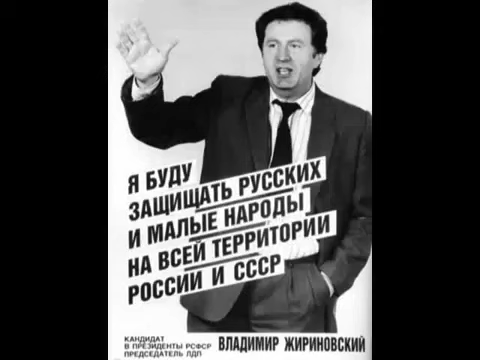 Я БУДУ
ЗАЩИЩАТЬ РУССКИХ
И МАЛЫЕ НАРОДЫ
НА ВСЕЙ ТЕРРИТОРИИ
РОССИИ И СССР
КАНДИДАТ
В ПРЕЗИДЕНТЫ РСФСР
ПРЕДСЕДАТЕЛЬ ЛДП
ВЛАДИМИР ЖИРИНОВСКИЙ